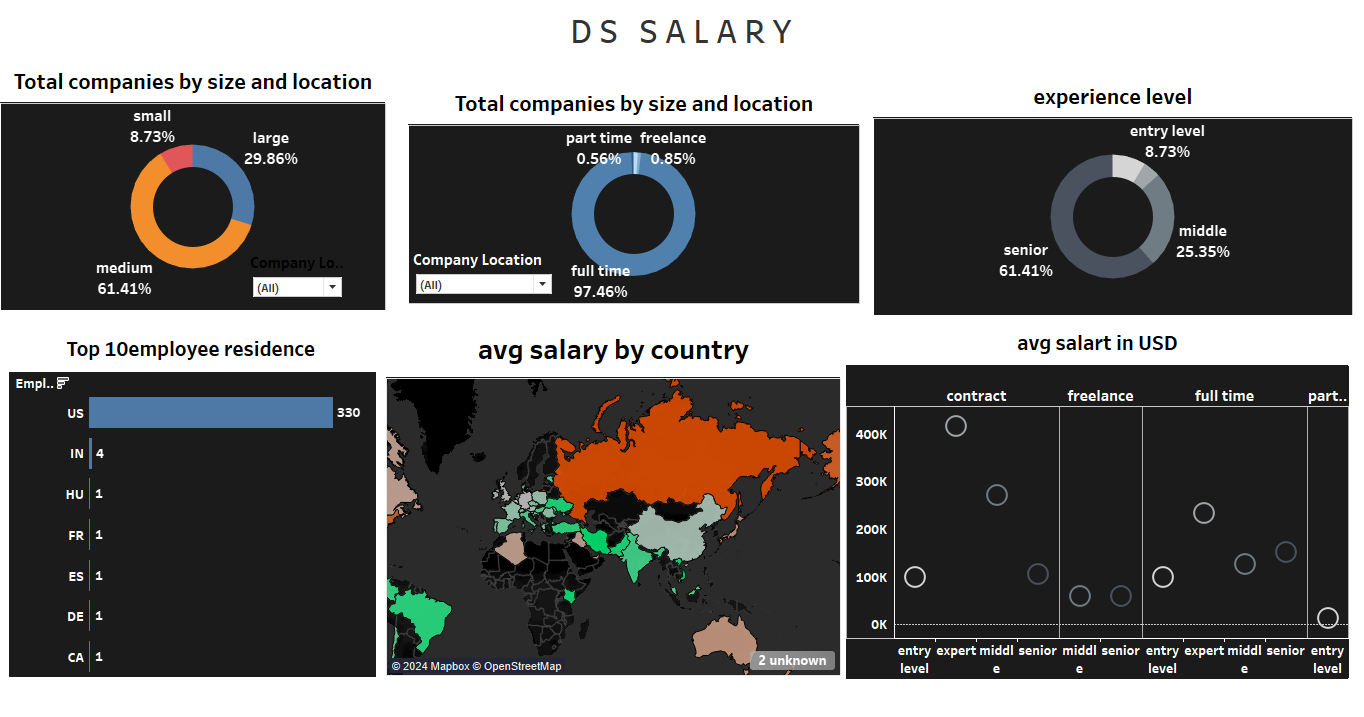 DS SALARY
Total companies by size and location
small
8.73%
large
29.86%
medium
61.41%
Company Lo..
(All)
Total companies by size and location
part time
0.56%
freelance
0.85%
Company Location
(All)
full time
97.46%
experience level
entry level
8.73%
middle
25.35%
senior
61.41%
Top 10employee residence
Empl..
US 330
IN 4
HU 1
FR 1
ES 1
DE 1
CA 1
avg salary by country
© 2024 Mapbox © OpenStreetMap
2 unknown
avg salart in USD
contract freelance full time part..
400K
300K
200K
100K
0K
entry expert middl senior middl senior entry expert middl senior entry
level e e level e level